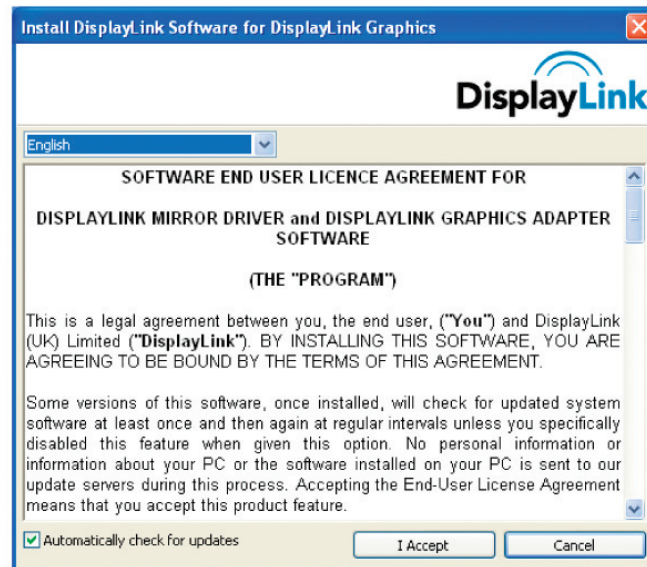 Install DisplayLink Software for DisplayLink Graphics
DisplayLink
English
SOFTWARE END USER LICENCE AGREEMENT FOR
DISPLAYLINK MIRROR DRIVER and DISPLAYLINK GRAPHICS ADAPTER
SOFTWARE
(THE "PROGRAM")
This is a legal agreement between you, the end user, ("You") and DisplayLink
(UK) Limited ("DisplayLink"). BY INSTALLING THIS SOFTWARE, YOU ARE
AGREEING TO BE BOUND BY THE TERMS OF THIS AGREEMENT.
Some versions of this software, once installed, will check for updated system
software at least once and then again at regular intervals unless you specifically
disabled this feature when given this option. No personal information or
information about your PC or the software installed on your PC is sent to our
update servers during this process. Accepting the End-User License Agreement
means that you accept this product feature.
Automatically check for updates
I Accept
Cancel